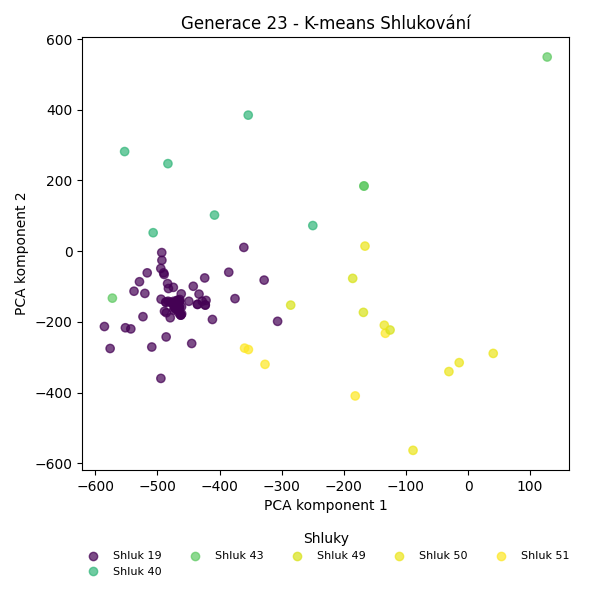 Generace 23 - K-means Shlukování
600
400
200
0
−200
−400
−600
PCA komponent 2
−600 −500 −400 −300 −200 −100 0 100
PCA komponent 1
Shluky
Shluk 19 Shluk 43 Shluk 49 Shluk 50 Shluk 51
Shluk 40